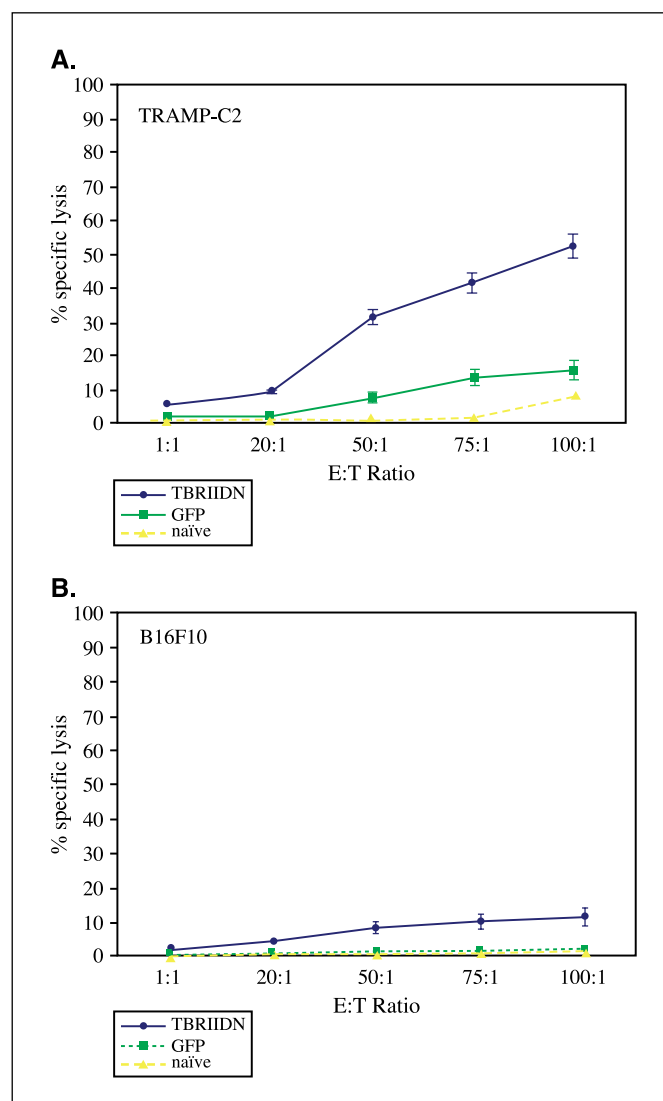 A.
TRAMP-C2
100
90
80
70
60
50
40
30
20
10
0
% specific lysis
1:1 20:1 50:1 75:1 100:1
E:T Ratio
TBRIIDN
GFP
naïve
B.
B16F10
100
90
80
70
60
50
40
30
20
10
0
% specific lysis
1:1 20:1 50:1 75:1 100:1
E:T Ratio
TBRIIDN
GFP
naïve